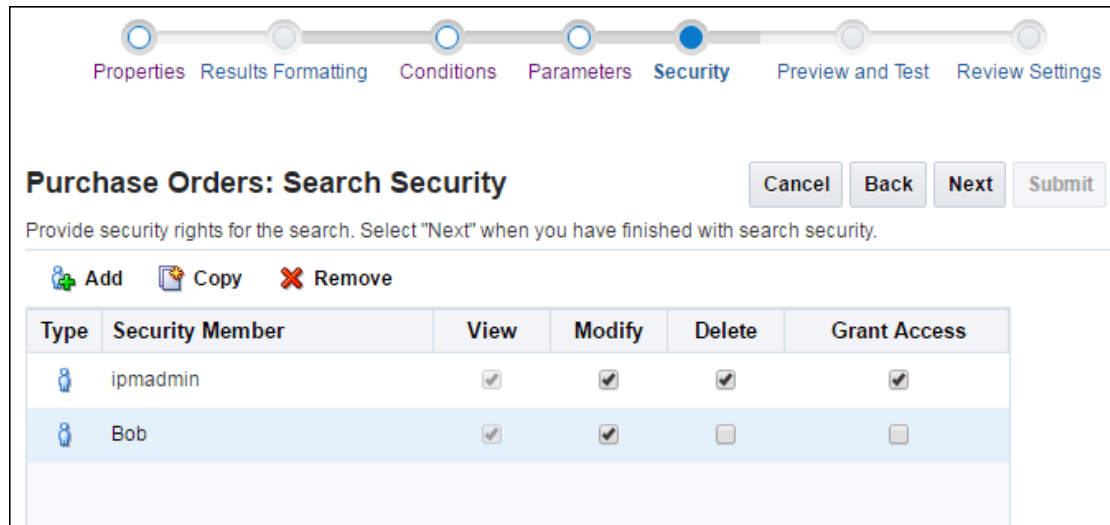 Properties Results Formatting Conditions Parameters Security Preview and Test Review Settings
Purchase Orders: Search Security Cancel Back Next Submit
Provide security rights for the search. Select "Next" when you have finished with search security.
Add Copy Remove
Type Security Member View Modify Delete Grant Access
ipmadmin
Bob